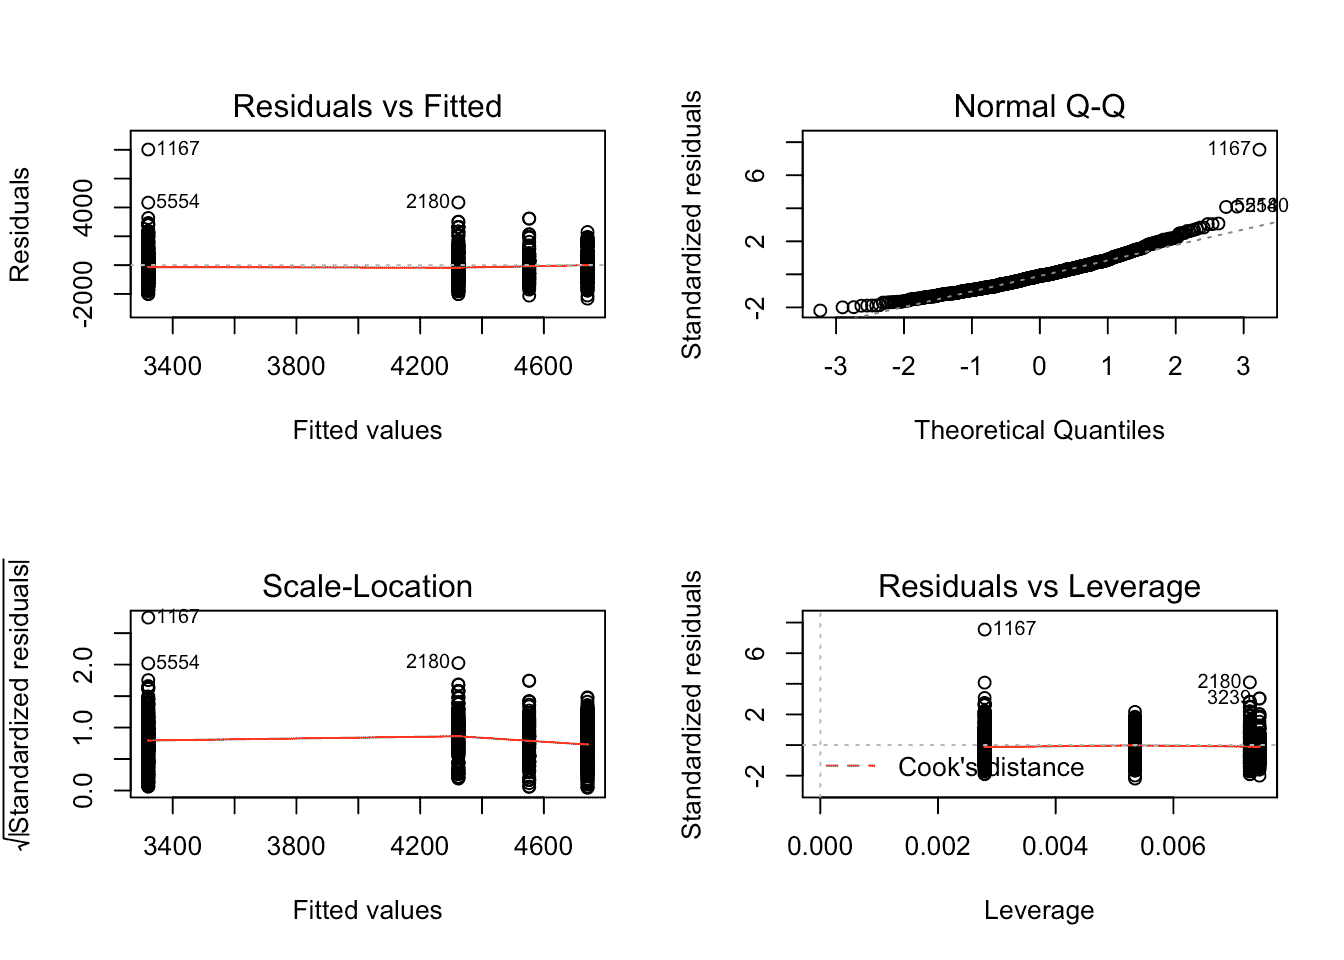 Residuals vs Fitted
Residuals
4000
-2000
1167
5554
2180
3400 3800 4200 4600
Fitted values
Normal Q-Q
Standardized residuals
6
2
-2
1167
-3 -2 -1 0 1 2 3
Theoretical Quantiles
Scale-Location
√|Standardized residuals|
2.0
1.0
0.0
1167
5554
2180
3400 3800 4200 4600
Fitted values
Residuals vs Leverage
Standardized residuals
6
2
-2
1167
2180
3239
Cook's distance
0.000 0.002 0.004 0.006
Leverage